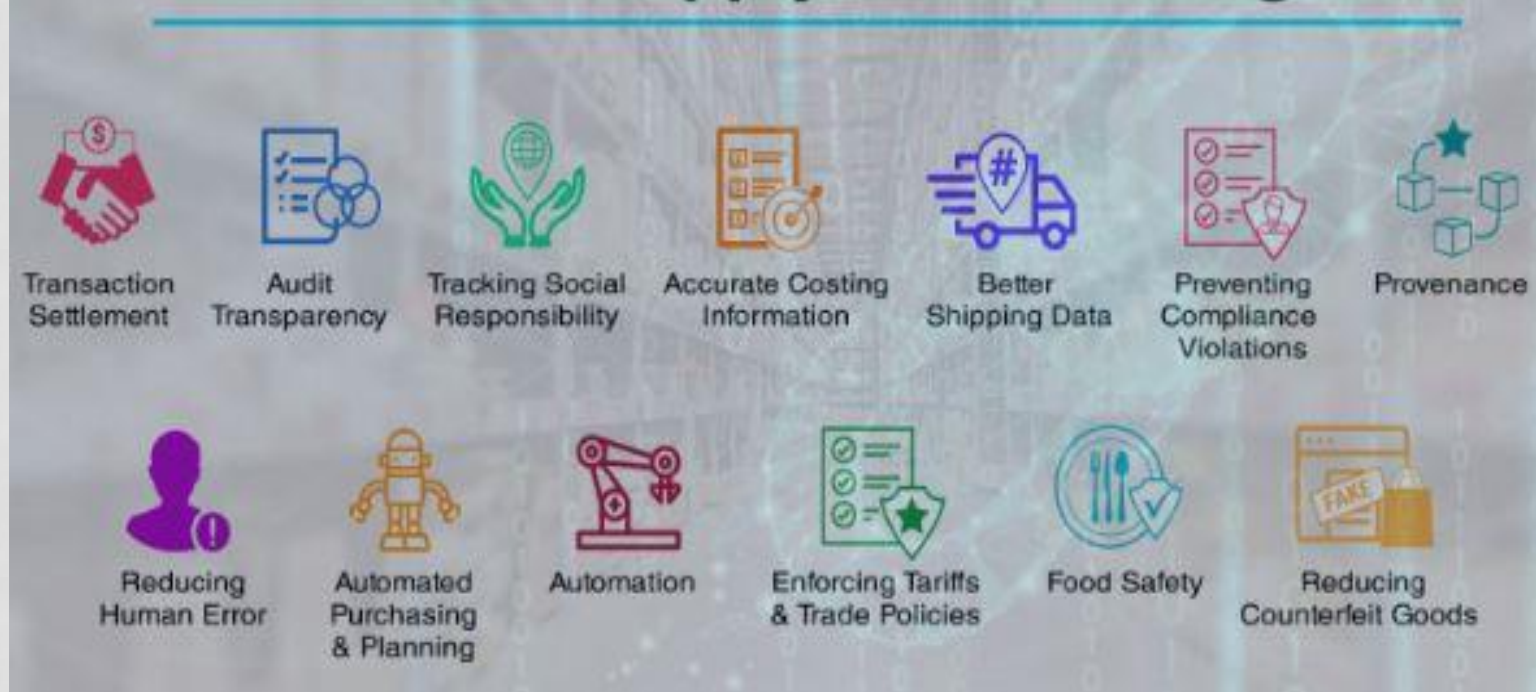 Transaction
Settlement
Audit
Transparency
Tracking Social
Responsibility
Accurate Costing
Information
#
Better
Shipping Data
Preventing
Compliance
Violations
Provenance
$
Reducing
Human Error
!
Automated
Purchasing
& Planning
Automation
Enforcing Tariffs
& Trade Policies
Food Safety
FAKE
Reducing
Counterfeit Goods